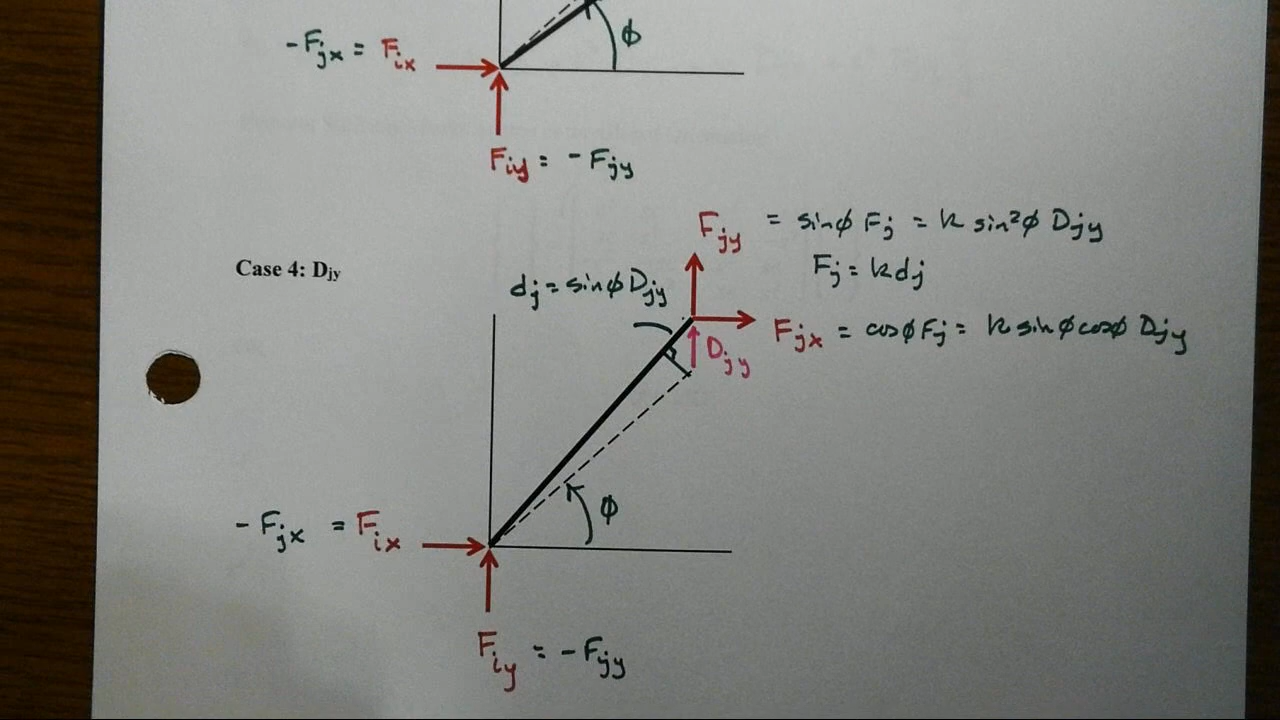 -Fjx = Fix
ϕ
Fiy = -Fjy
Fjy = sinϕ Fj = k sin²ϕ Djy
Case 4: Djy
dj = sinϕ Djy
Fj = k dj
Fjx = cosϕ Fj = k sinϕ cosϕ Djy
Djy
ϕ
-Fjx = Fix
Fiy = -Fjy